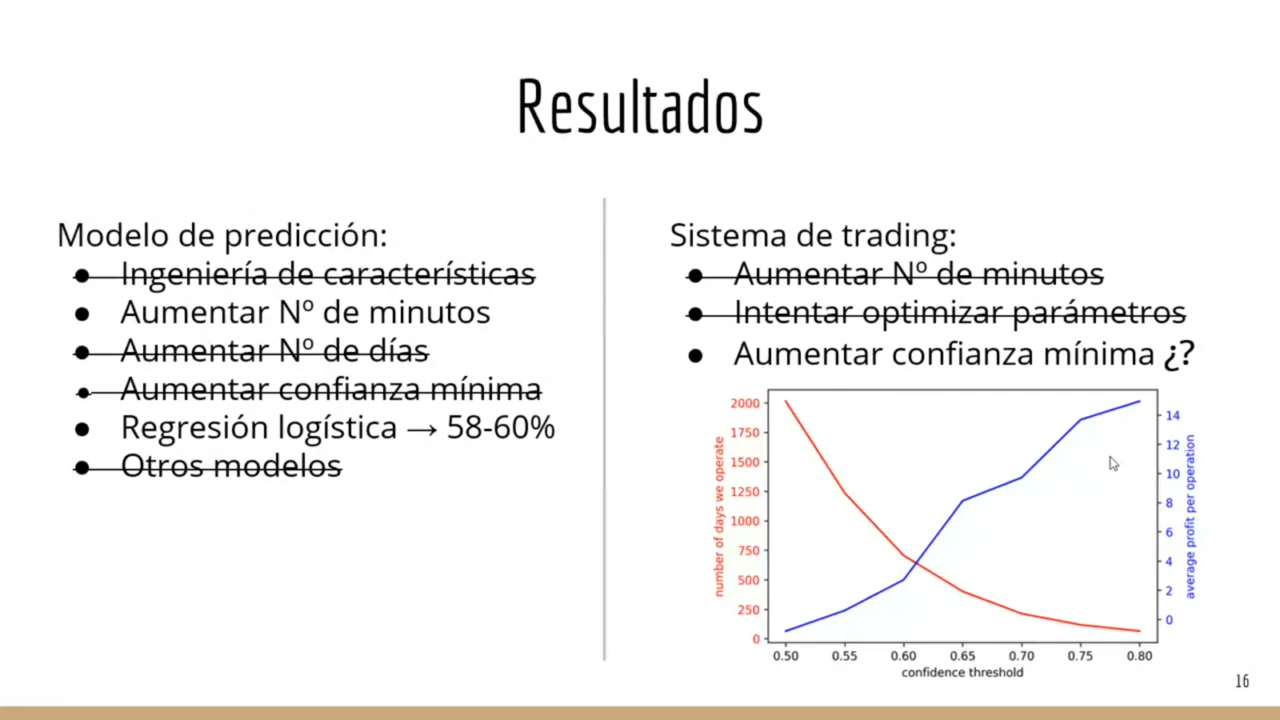 Resultados
Modelo de predicción:
● Ingeniería de características
● Aumentar Nº de minutos
● Aumentar Nº de días
● Aumentar confianza mínima
● Regresión logística → 58-60%
● Otros modelos
Sistema de trading:
● Aumentar Nº de minutos
● Intentar optimizar parámetros
● Aumentar confianza mínima ¿?
number of days we operate
2000
1750
1500
1250
1000
750
500
250
0
14
12
10
8
6
4
2
0
average profit per operation
0.50 0.55 0.60 0.65 0.70 0.75 0.80
confidence threshold
16